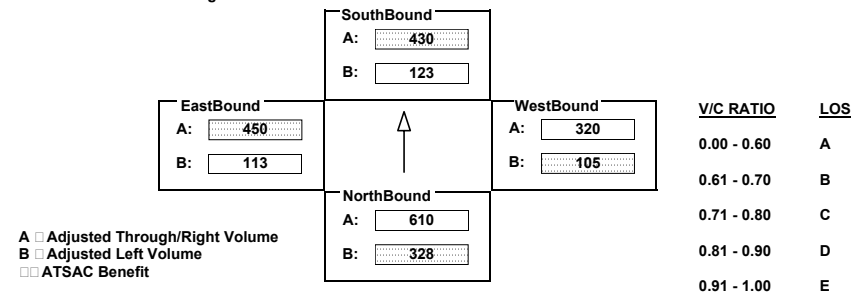 SouthBound
A: 430
B: 123
EastBound
A: 450
B: 113
WestBound
A: 320
B: 105
NorthBound
A: 610
B: 328
A □ Adjusted Through/Right Volume
B □ Adjusted Left Volume
□□ ATSAC Benefit
V/C RATIO LOS
0.00 - 0.60 A
0.61 - 0.70 B
0.71 - 0.80 C
0.81 - 0.90 D
0.91 - 1.00 E